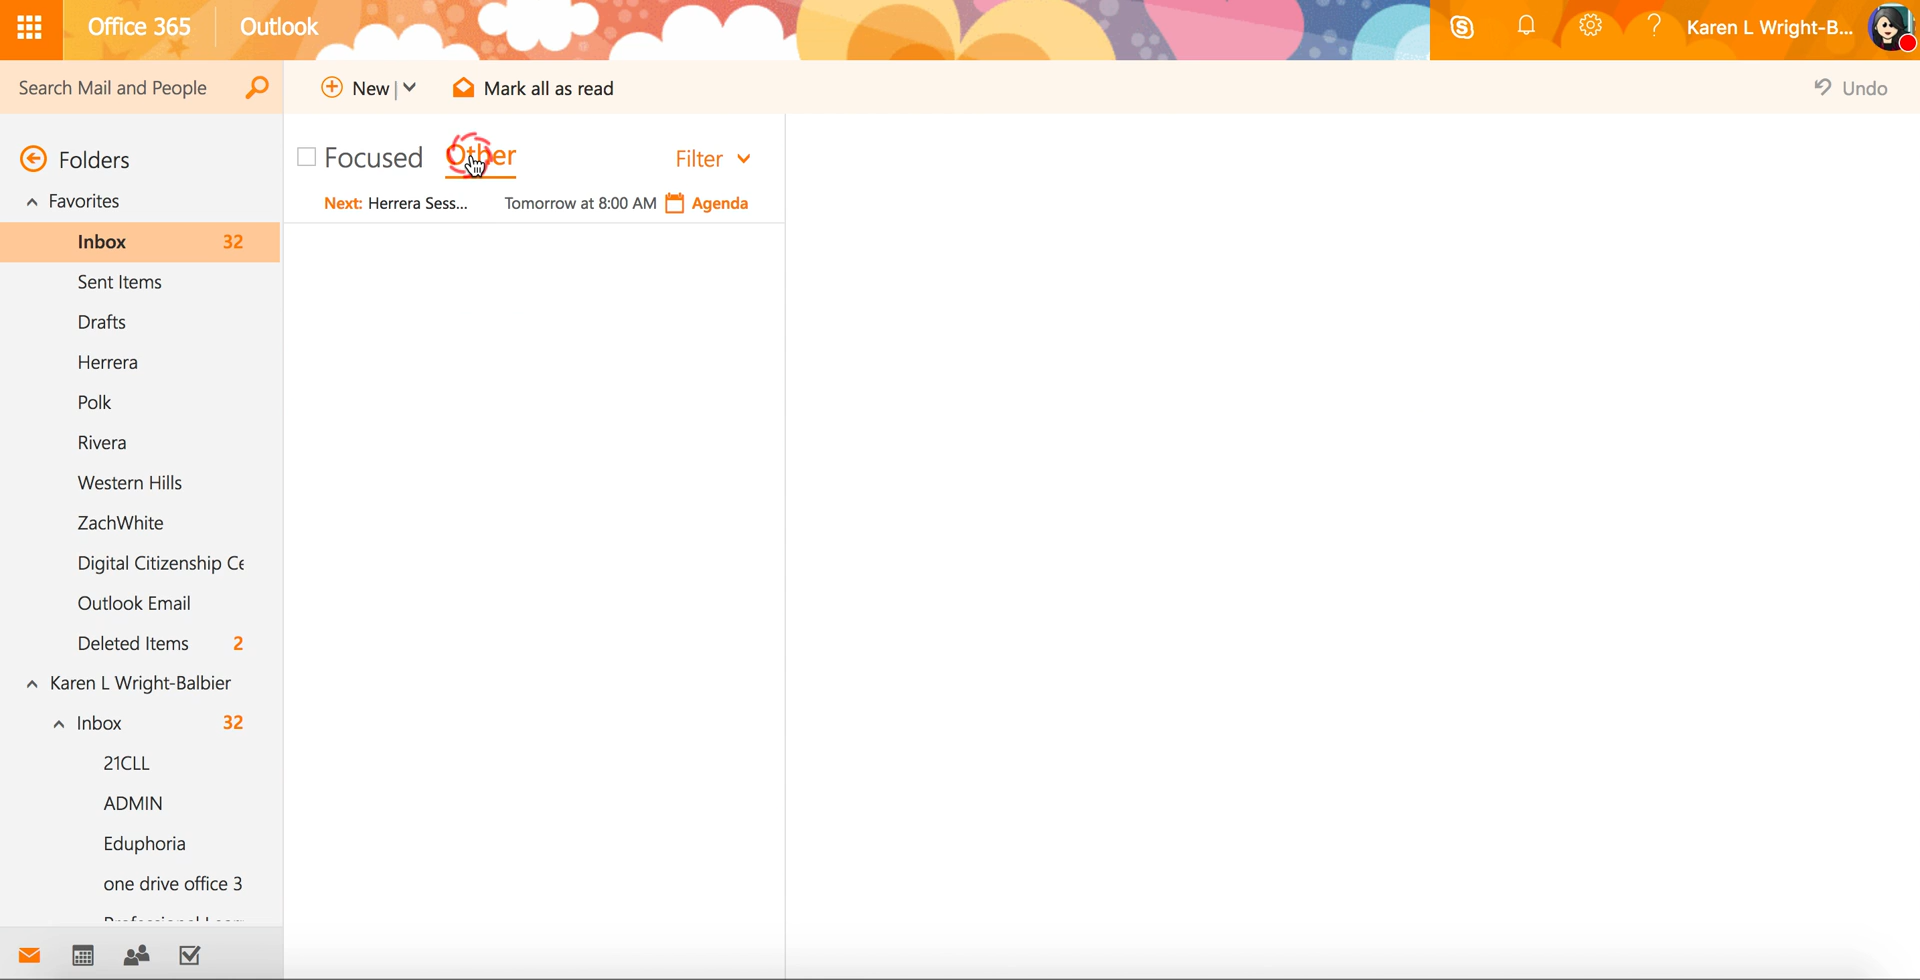 Office 365
Outlook
Karen L Wright-B...
Search Mail and People
New
Mark all as read
Undo
Folders
Favorites
Inbox 32
Sent Items
Drafts
Herrera
Polk
Rivera
Western Hills
ZachWhite
Digital Citizenship Ce
Outlook Email
Deleted Items 2
Karen L Wright-Balbier
Inbox 32
21CLL
ADMIN
Eduphoria
one drive office 3
Focused Other Filter
Next: Herrera Sess... Tomorrow at 8:00 AM Agenda